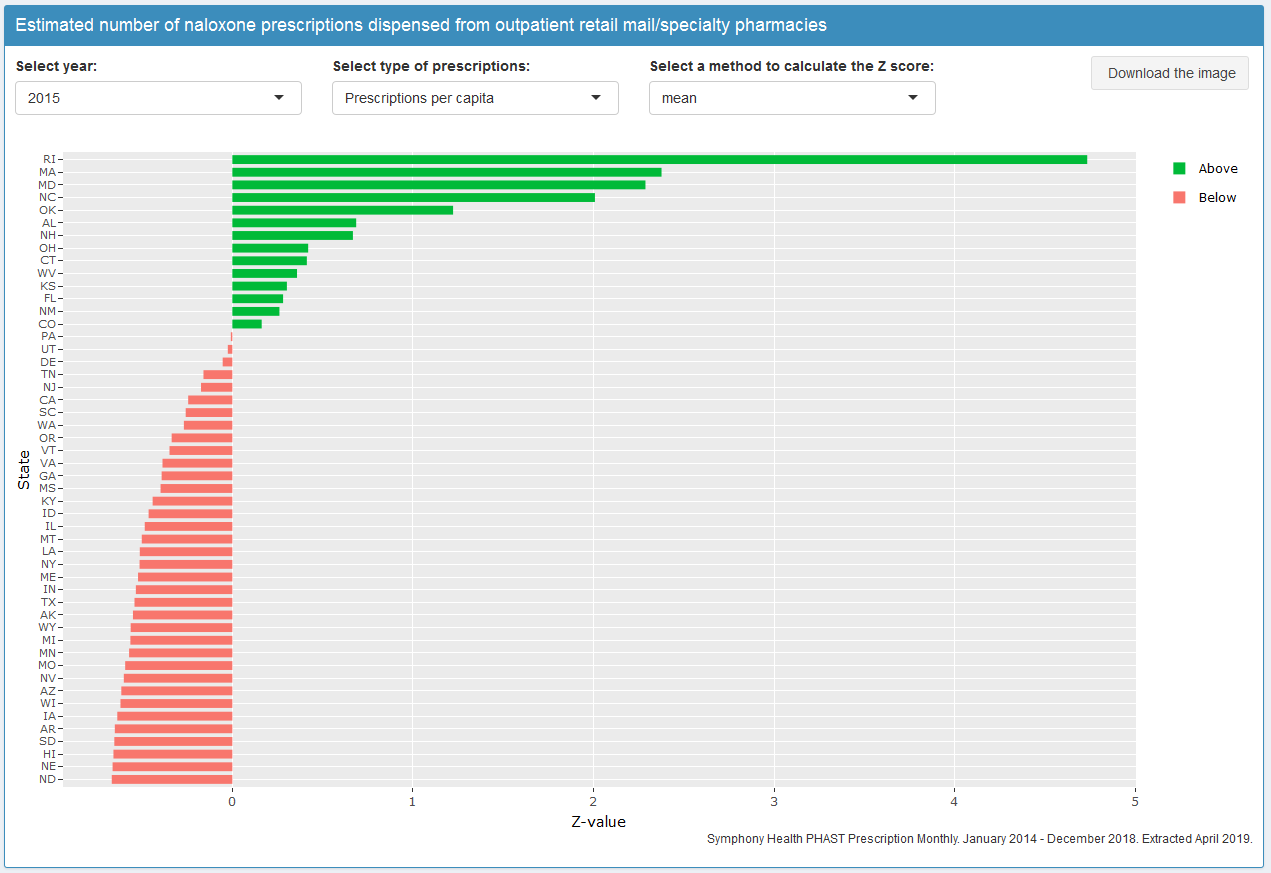 Estimated number of naloxone prescriptions dispensed from outpatient retail mail/specialty pharmacies
Select year:
Select type of prescriptions:
Select a method to calculate the Z score:
Download the image
2015
Prescriptions per capita
mean
Above
Below
State
RI
MA
MD
NC
OK
AL
NH
OH
CT
WV
KS
FL
NM
CO
PA
UT
DE
TN
NJ
CA
SC
WA
OR
VT
VA
GA
MS
KY
ID
IL
MT
LA
NY
ME
IN
TX
AK
WY
MI
MN
MO
NV
AZ
WI
IA
AR
SD
HI
NE
ND
0 1 2 3 4 5
Z-value
Symphony Health PHAST Prescription Monthly. January 2014 - December 2018. Extracted April 2019.